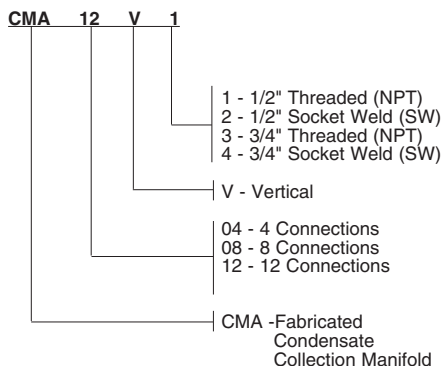 CMA 12 V 1
1 - 1/2" Threaded (NPT)
2 - 1/2" Socket Weld (SW)
3 - 3/4" Threaded (NPT)
4 - 3/4" Socket Weld (SW)
V - Vertical
04 - 4 Connections
08 - 8 Connections
12 - 12 Connections
CMA -Fabricated
Condensate
Collection Manifold